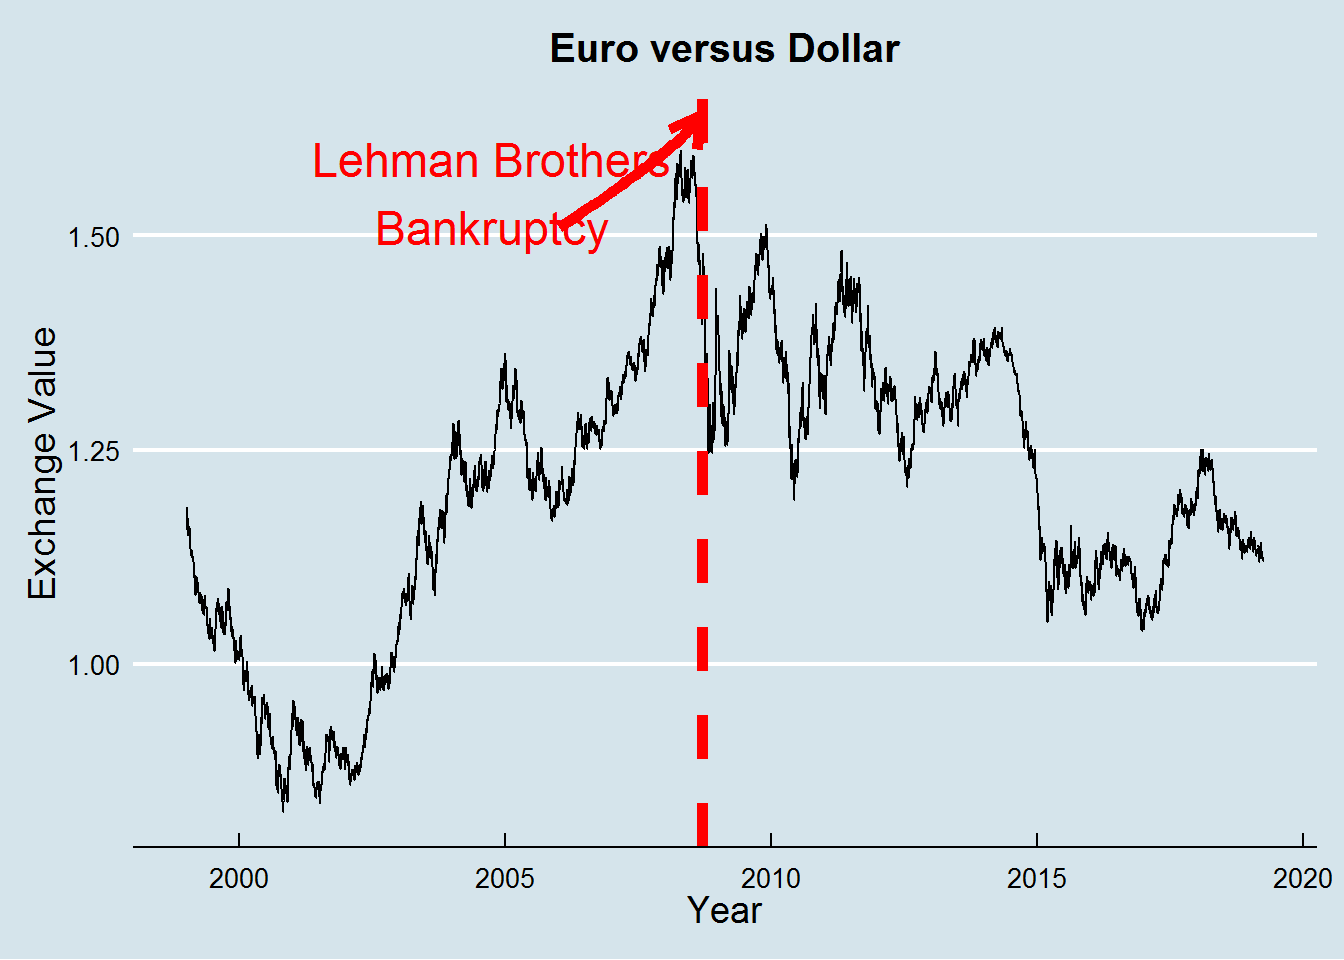 Euro versus Dollar
Lehman Brothers
Bankruptcy
Exchange Value
1.50
1.25
1.00
2000 2005 2010 2015 2020
Year